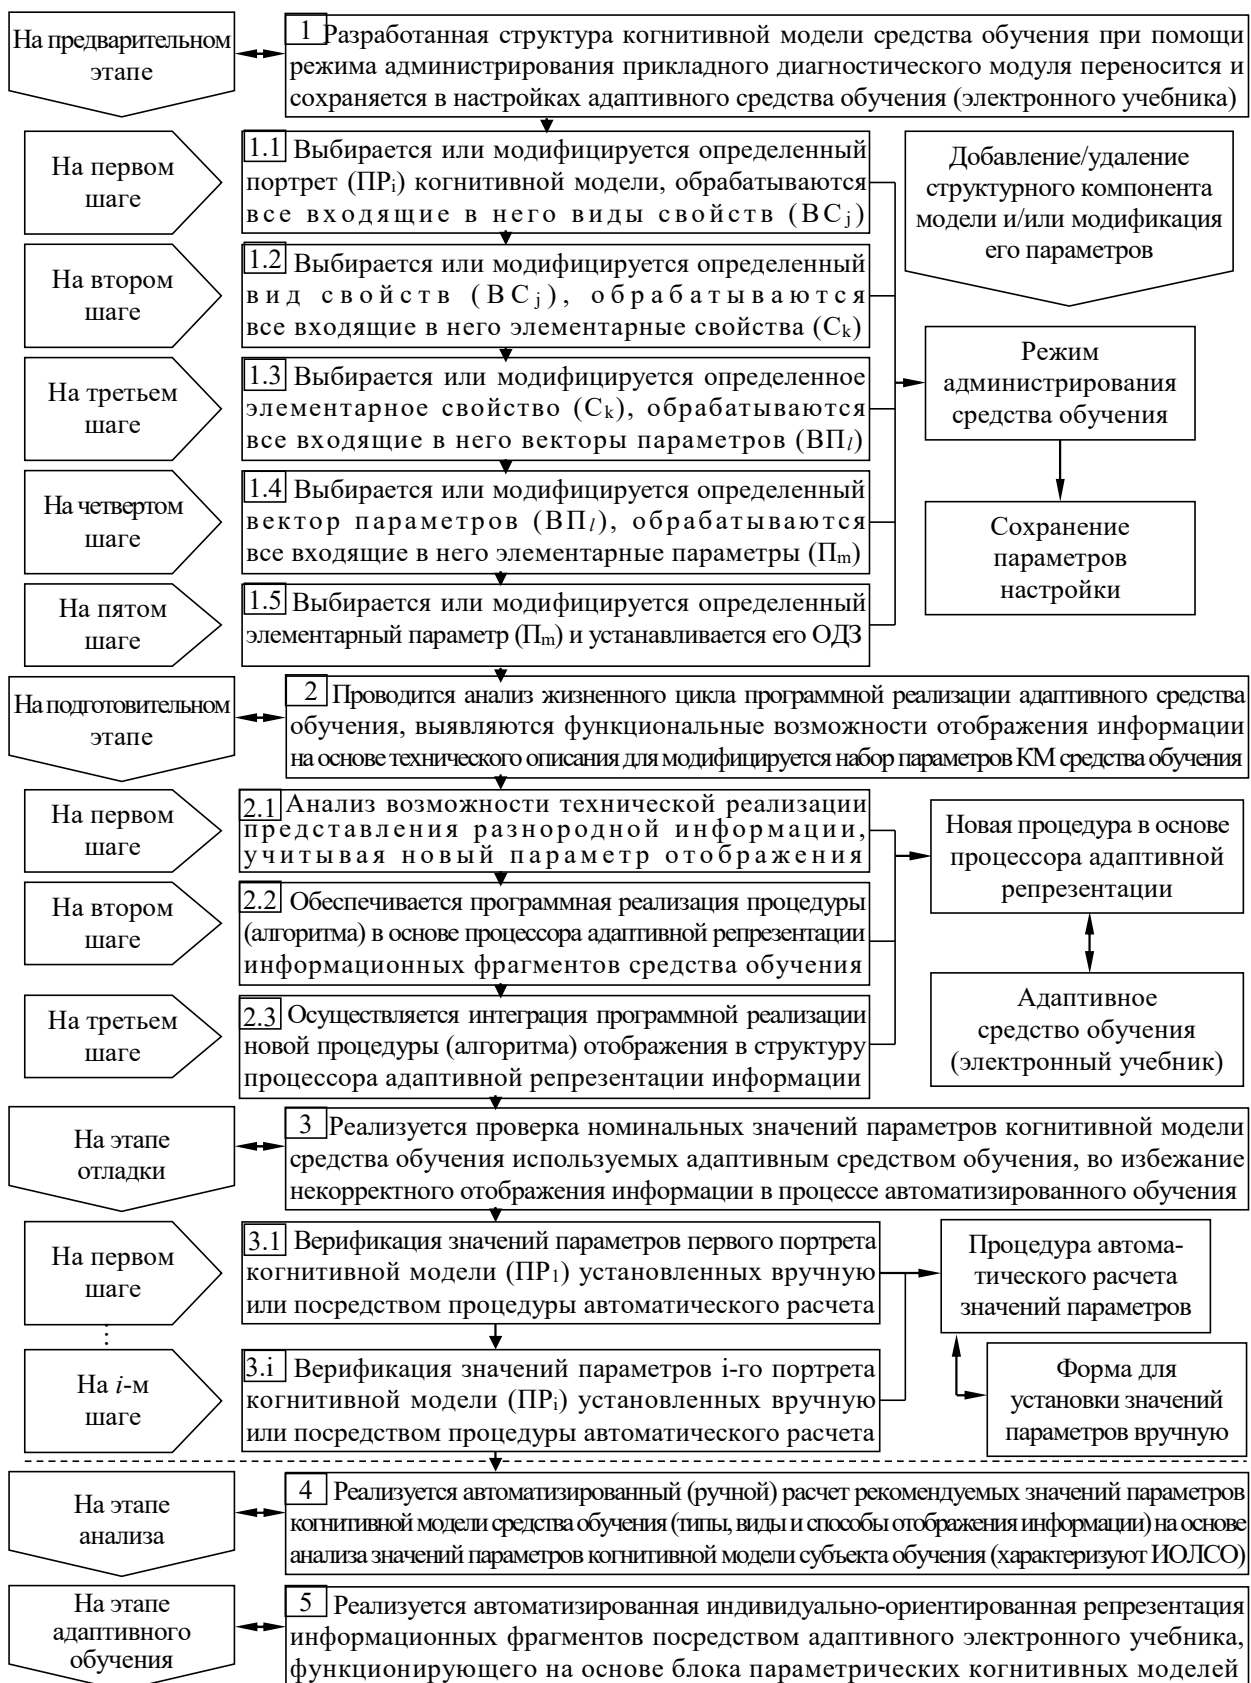 На предварительном
этапе
1 Разработанная структура когнитивной модели средства обучения при помощи
режима администрирования прикладного диагностического модуля переносится и
сохраняется в настройках адаптивного средства обучения (электронного учебника)
На первом
шаге
1.1 Выбирается или модифицируется определенный
портрет (ПРi) когнитивной модели, обрабатываются
все входящие в него виды свойств (ВСj)
Добавление/удаление
структурного компонента
модели и/или модификация
его параметров
На втором
шаге
1.2 Выбирается или модифицируется определенный
вид свойств (ВСj), обрабатываются
все входящие в него элементарные свойства (Сk)
Режим
администрирования
средства обучения
На третьем
шаге
1.3 Выбирается или модифицируется определенное
элементарное свойство (Сk), обрабатываются
все входящие в него векторы параметров (ВПl)
На четвертом
шаге
1.4 Выбирается или модифицируется определенный
вектор параметров (ВПl), обрабатываются
все входящие в него элементарные параметры (Пm)
Сохранение
параметров
настройки
На пятом
шаге
1.5 Выбирается или модифицируется определенный
элементарный параметр (Пm) и устанавливается его ОДЗ
На подготовительном
этапе
2 Проводится анализ жизненного цикла программной реализации адаптивного средства
обучения, выявляются функциональные возможности отображения информации
на основе технического описания для модифицируется набор параметров КМ средства обучения
На первом
шаге
2.1 Анализ возможности технической реализации
представления разнородной информации,
учитывая новый параметр отображения
Новая процедура в основе
процессора адаптивной
репрезентации
На втором
шаге
2.2 Обеспечивается программная реализация процедуры
(алгоритма) в основе процессора адаптивной репрезентации
информационных фрагментов средства обучения
На третьем
шаге
2.3 Осуществляется интеграция программной реализации
новой процедуры (алгоритма) отображения в структуру
процессора адаптивной репрезентации информации
Адаптивное
средство обучения
(электронный учебник)
На этапе
отладки
3 Реализуется проверка номинальных значений параметров когнитивной модели
средства обучения используемых адаптивным средством обучения, во избежание
некорректного отображения информации в процессе автоматизированного обучения
На первом
шаге
3.1 Верификация значений параметров первого портрета
когнитивной модели (ПР1) установленных вручную
или посредством процедуры автоматического расчета
Процедура автома-
тического расчета
значений параметров
На i-м
шаге
3.i Верификация значений параметров i-го портрета
когнитивной модели (ПРi) установленных вручную
или посредством процедуры автоматического расчета
Форма для
установки значений
параметров вручную
На этапе
анализа
4 Реализуется автоматизированный (ручной) расчет рекомендуемых значений параметров
когнитивной модели средства обучения (типы, виды и способы отображения информации) на основе
анализа значений параметров когнитивной модели субъекта обучения (характеризуют ИОЛСО)
На этапе
адаптивного
обучения
5 Реализуется автоматизированная индивидуально-ориентированная репрезентация
информационных фрагментов посредством адаптивного электронного учебника,
функционирующего на основе блока параметрических когнитивных моделей